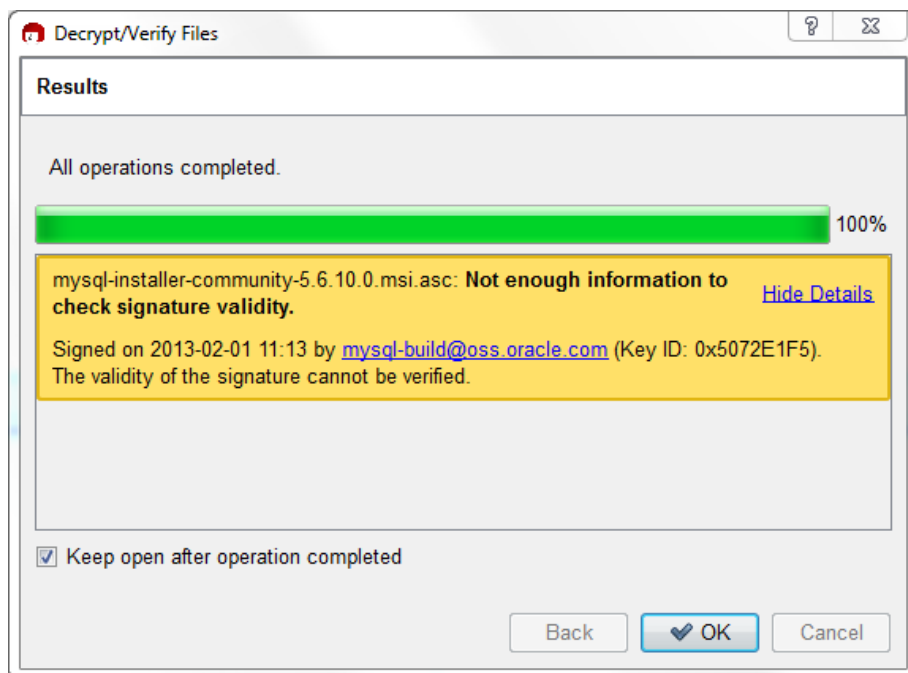 Decrypt/Verify Files
Results
All operations completed.
100%
mysql-installer-community-5.6.10.0.msi.asc: Not enough information to
check signature validity.
Hide Details
Signed on 2013-02-01 11:13 by mysql-build@oss.oracle.com (Key ID: 0x5072E1F5).
The validity of the signature cannot be verified.
Keep open after operation completed
Back
OK
Cancel